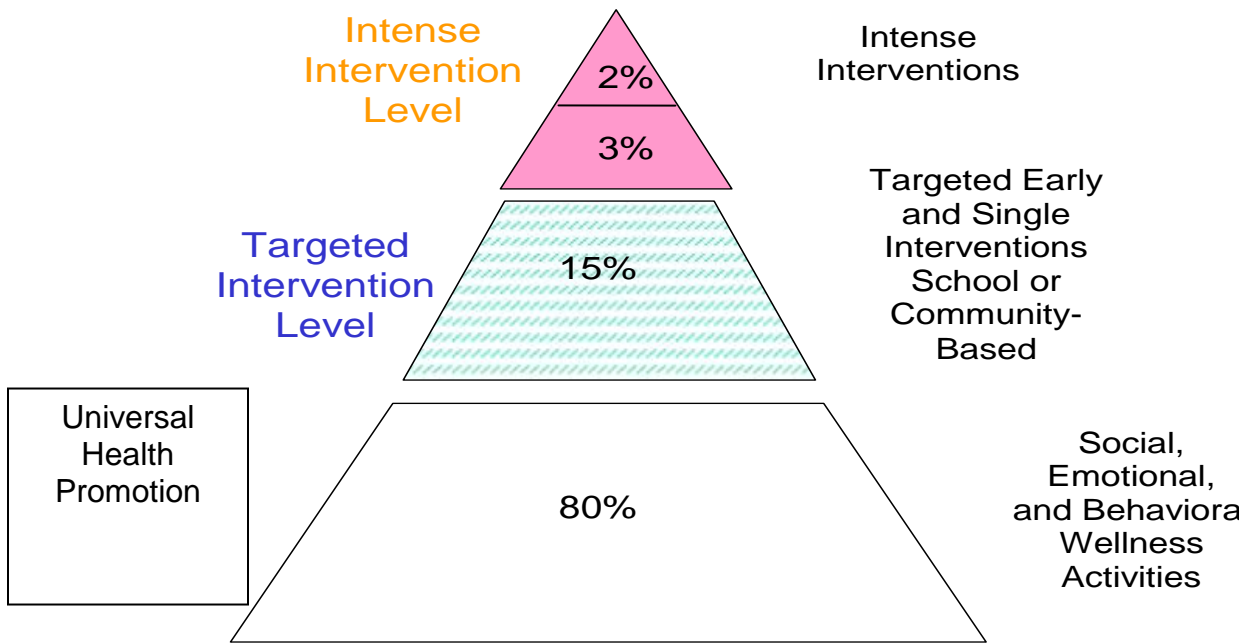 Intense
Intervention
Level
2%
3%
Intense
Interventions
Targeted
Intervention
Level
15%
Targeted Early
and Single
Interventions
School or
Community-
Based
Universal
Health
Promotion
80%
Social,
Emotional,
and Behaviora
Wellness
Activities